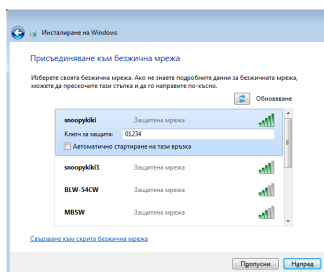 Инсталиране на Windows
Присъединяване към безжична мрежа
Изберете своята безжична мрежа. Ако не знаете подробните данни за безжичната мрежа,
можете да прескочите тази стъпка и да го направите по-късно.
Обновяване
snoopykiki Защитена мрежа
Ключ за защита: 01234
Автоматично стартиране на тази връзка
snoopykiki1 Защитена мрежа
BLW-54CW Защитена мрежа
MBSW Защитена мрежа
Свързване към скрита безжична мрежа
Пропусни Напред